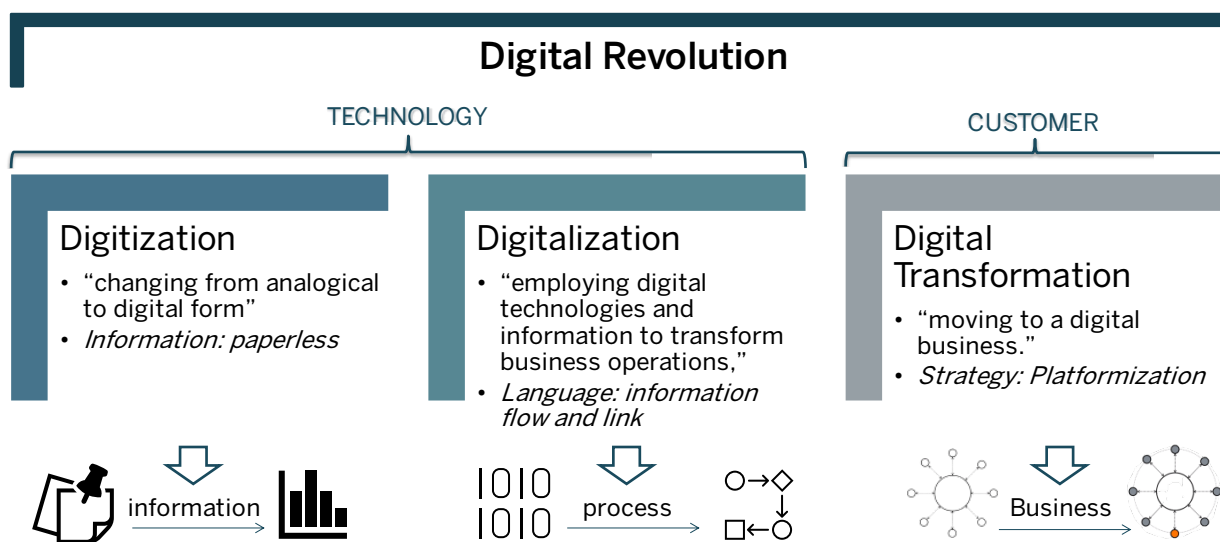 Digital Revolution
TECHNOLOGY
CUSTOMER
Digitization
• “changing from analogical
to digital form”
• Information: paperless
Digitalization
• “employing digital
technologies and
information to transform
business operations,”
• Language: information
flow and link
Digital
Transformation
• “moving to a digital
business.”
• Strategy: Platformization
information
1010
1010
process
Business